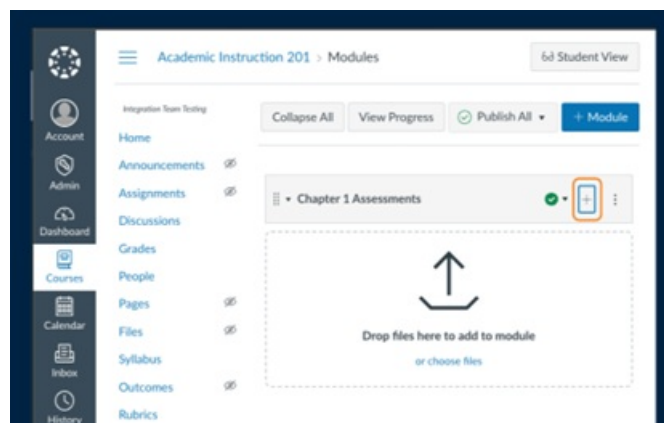 Academic Instruction 201 > Modules
Student View
Integration Team Testing
Collapse All View Progress Publish All + Module
Account
Home
Announcements
Admin
Assignments
Chapter 1 Assessments
Discussions
Dashboard
Grades
Courses
People
Pages
Calendar
Files
Drop files here to add to module
Syllabus
or choose files
Inbox
Outcomes
History
Rubrics